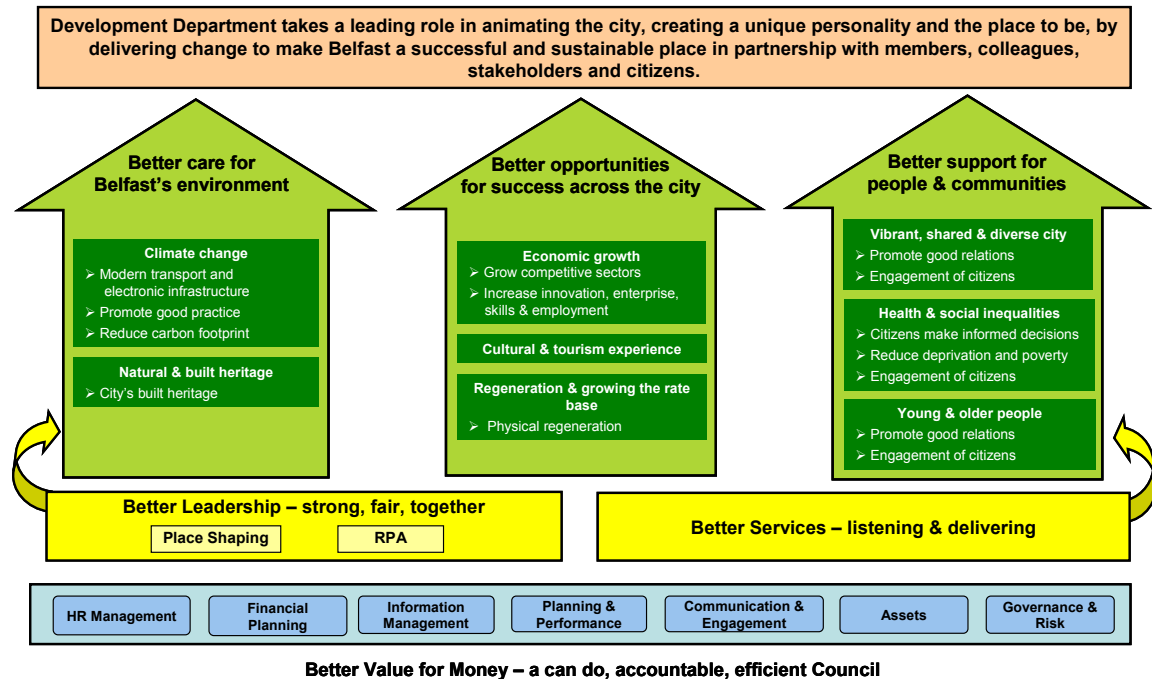 Development Department takes a leading role in animating the city, creating a unique personality and the place to be, by
delivering change to make Belfast a successful and sustainable place in partnership with members, colleagues,
stakeholders and citizens.
Better care for
Belfast's environment
Climate change
➢ Modern transport and
electronic infrastructure
➢ Promote good practice
➢ Reduce carbon footprint
Natural & built heritage
➢ City's built heritage
Better opportunities
for success across the city
Economic growth
➢ Grow competitive sectors
➢ Increase innovation, enterprise,
skills & employment
Cultural & tourism experience
Regeneration & growing the rate
base
➢ Physical regeneration
Better support for
people & communities
Vibrant, shared & diverse city
➢ Promote good relations
➢ Engagement of citizens
Health & social inequalities
➢ Citizens make informed decisions
➢ Reduce deprivation and poverty
➢ Engagement of citizens
Young & older people
➢ Promote good relations
➢ Engagement of citizens
Better Leadership – strong, fair, together
Place Shaping
RPA
Better Services – listening & delivering
HR Management
Financial
Planning
Information
Management
Planning &
Performance
Communication &
Engagement
Assets
Governance &
Risk
Better Value for Money – a can do, accountable, efficient Council